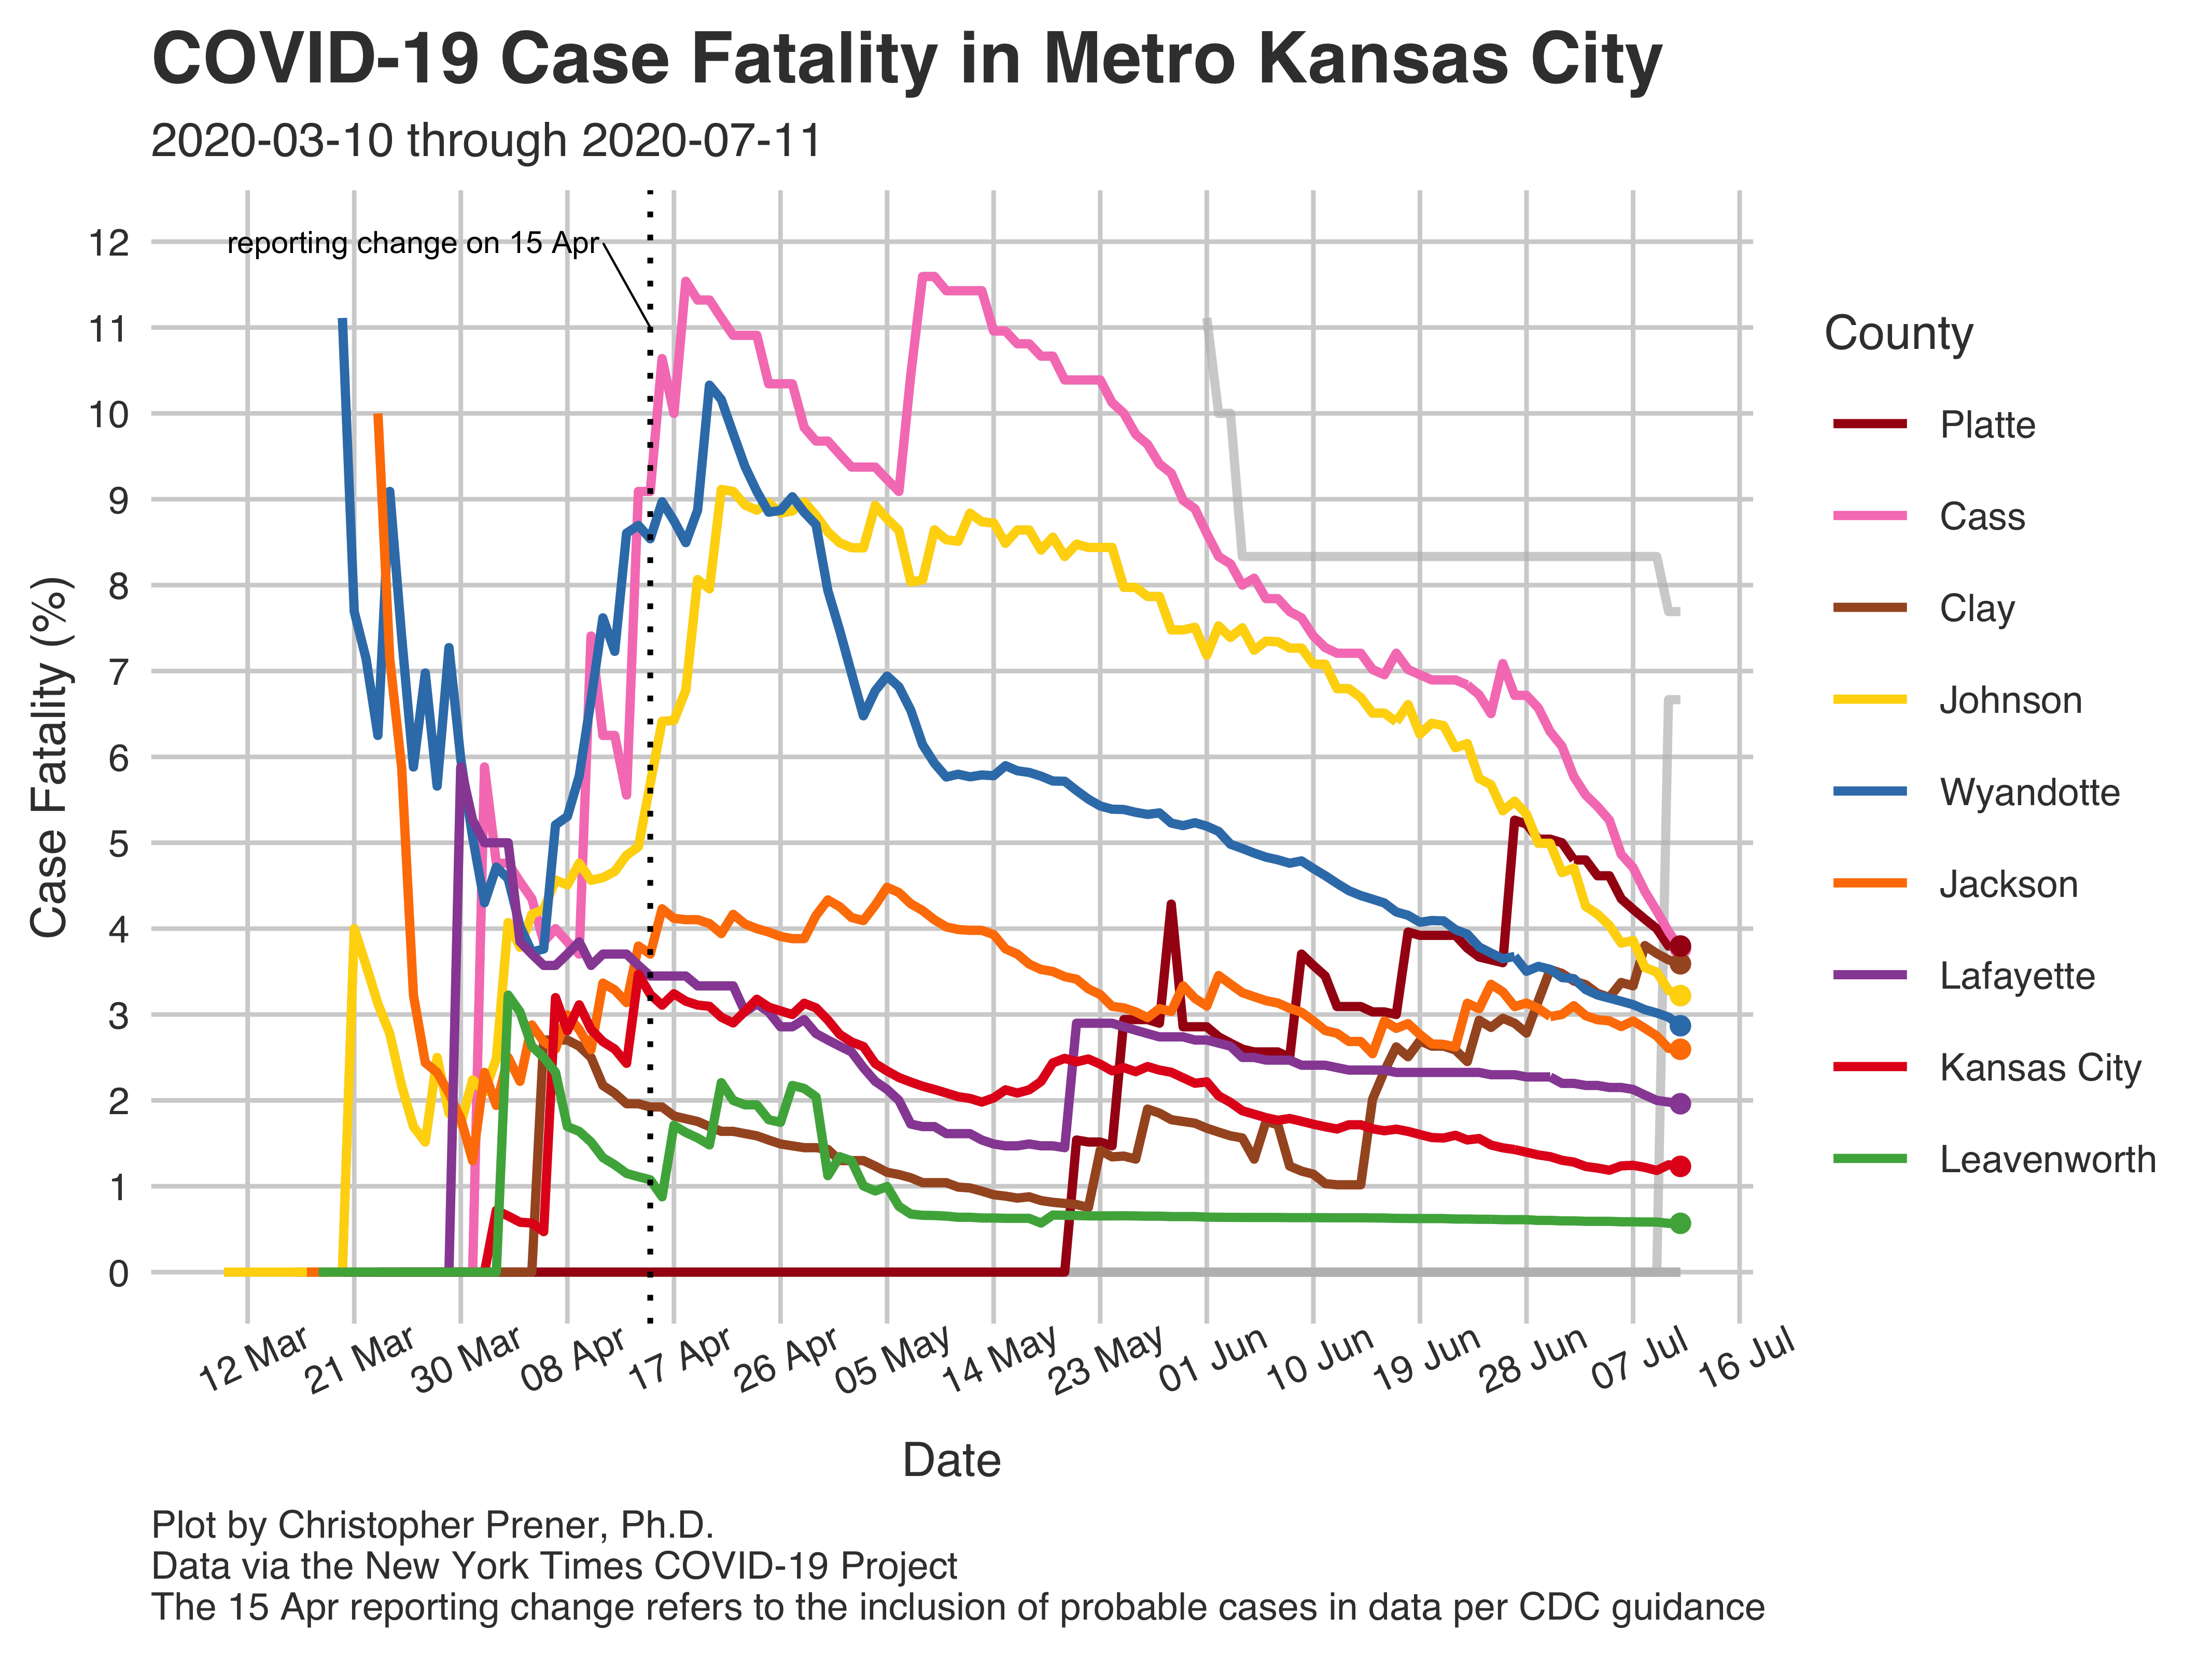 COVID-19 Case Fatality in Metro Kansas City
2020-03-10 through 2020-07-11
reporting change on 15 Apr
Case Fatality (%)
12
11
10
9
8
7
6
5
4
3
2
1
0
12 Mar
21 Mar
30 Mar
08 Apr
17 Apr
26 Apr
05 May
14 May
23 May
01 Jun
10 Jun
19 Jun
28 Jun
07 Jul
16 Jul
Date
County
Platte
Cass
Clay
Johnson
Wyandotte
Jackson
Lafayette
Kansas City
Leavenworth
Plot by Christopher Prener, Ph.D.
Data via the New York Times COVID-19 Project
The 15 Apr reporting change refers to the inclusion of probable cases in data per CDC guidance